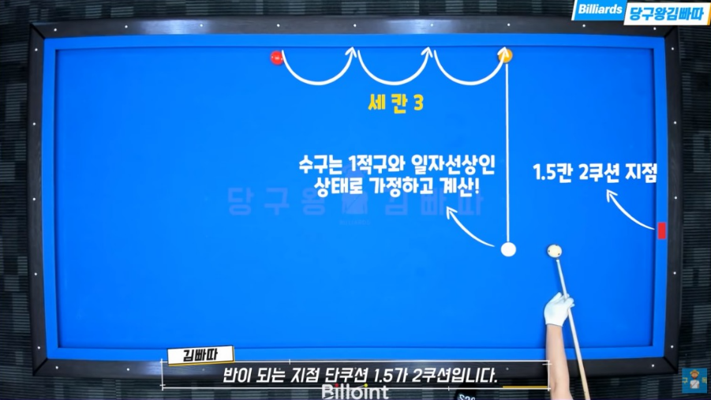 Billiards 당구왕김빠따
세 칸 3
수구는 1적구와 일자선상인
상태로 가정하고 계산!
1.5칸 2쿠션 지점
당구왕 김빠따
김빠따
반이 되는 지점 단쿠션 1.5가 2쿠션입니다.
Billoint